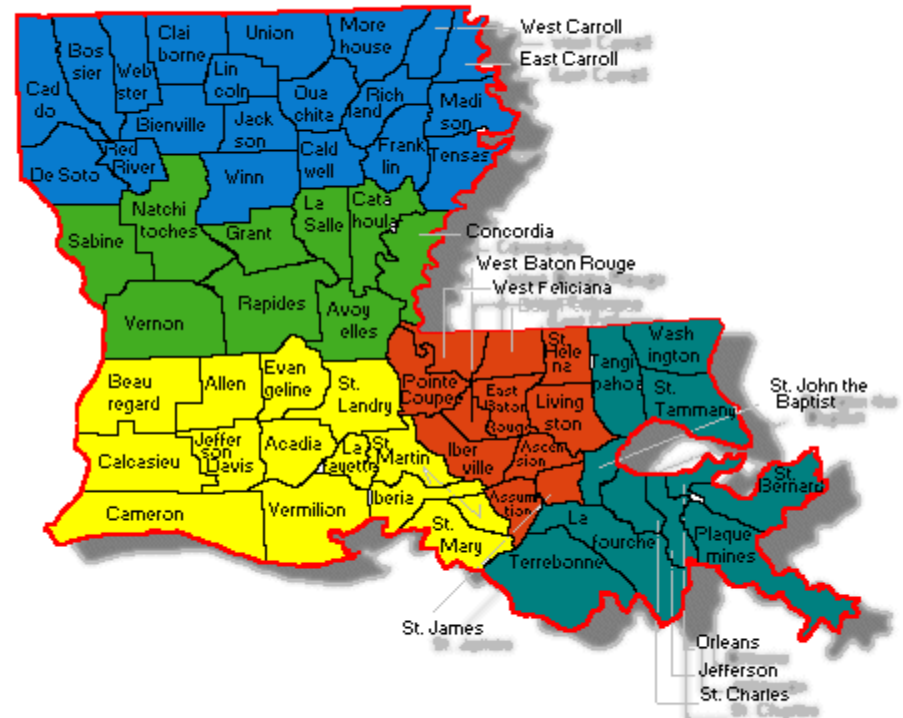 West Carroll
East Carroll
Cad
do
Bos
sier
Web
ster
Clai
borne
Union
More
house
Lin
coln
Oua
chita
Rich
land
Madi
son
Bienville
Jack
son
Cald
well
Frank
lin
Tensas
De Soto
Red
River
Winn
Natchi
toches
Sabine
Grant
La
Salle
Cata
houla
Concordia
West Baton Rouge
West Feliciana
Vernon
Rapides
Avoy
elles
Beau
regard
Allen
Evan
geline
St.
Landry
Pointe
Coupee
East
Baton
Rouge
St.
Hele
na
Living
ston
Tangi
pahoa
Wash
ington
St.
Tammany
St. John the
Baptist
Calcasieu
Jeffer
son
Davis
Acadia
La
fayette
St.
Martin
Iber
ville
Ascen
sion
Assum
tion
Cameron
Vermilion
Iberia
St.
Mary
La
fourche
Terrebonne
St.
Bernard
Plaque
mines
St. James
Orleans
Jefferson
St. Charles